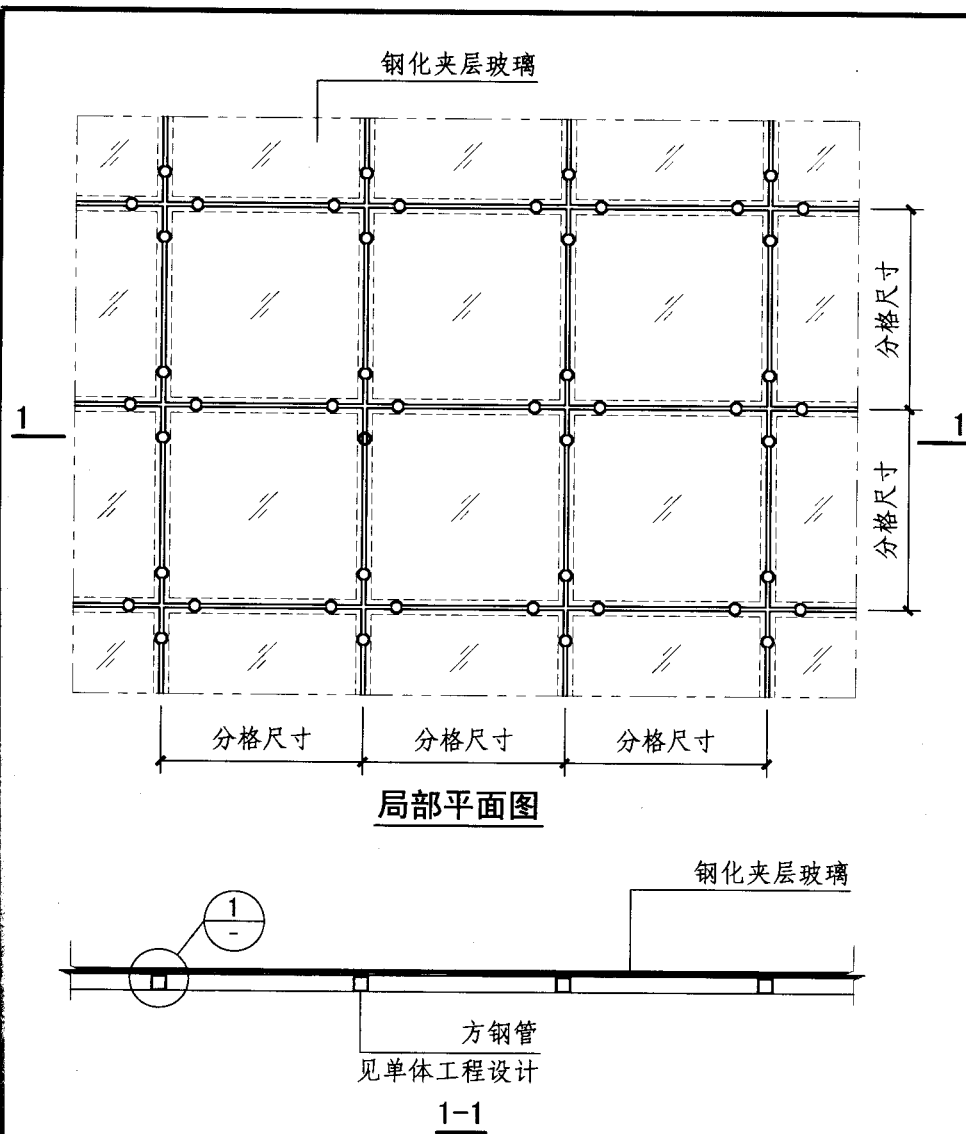 钢化夹层玻璃
分格尺寸
1
1
分格尺寸
分格尺寸
分格尺寸
分格尺寸
局部平面图
钢化夹层玻璃
1
-
方钢管
见单体工程设计
1-1